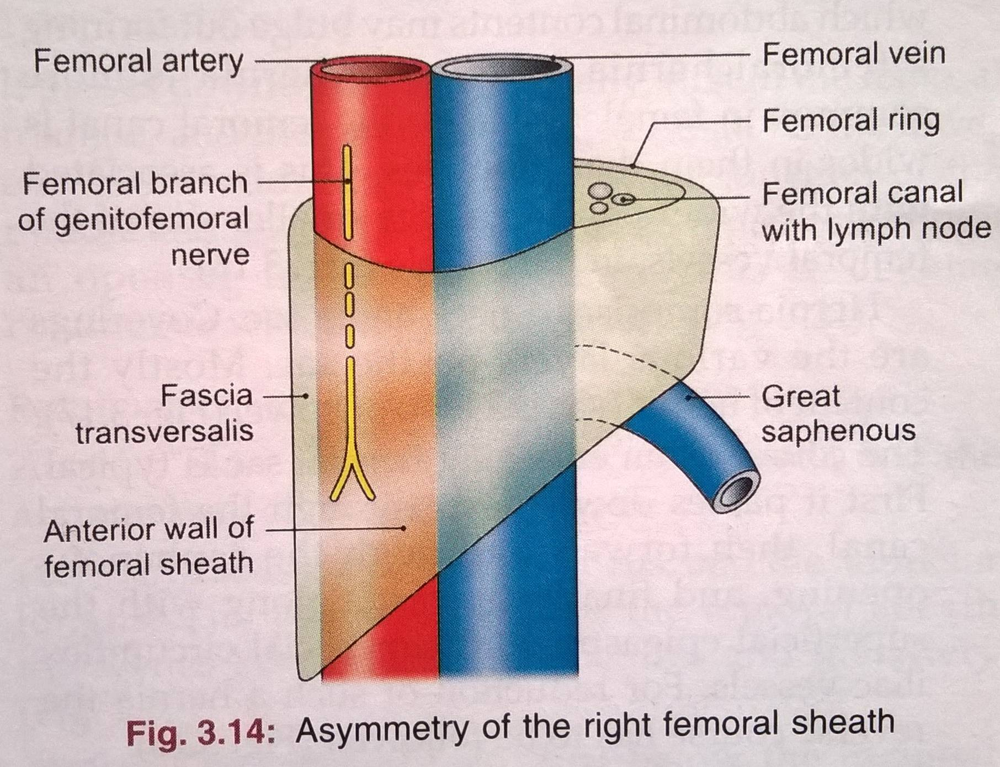 Femoral artery
Femoral vein
Femoral ring
Femoral branch
of genitofemoral
nerve
Femoral canal
with lymph node
Fascia
transversalis
Great
saphenous
Anterior wall of
femoral sheath
Fig. 3.14: Asymmetry of the right femoral sheath